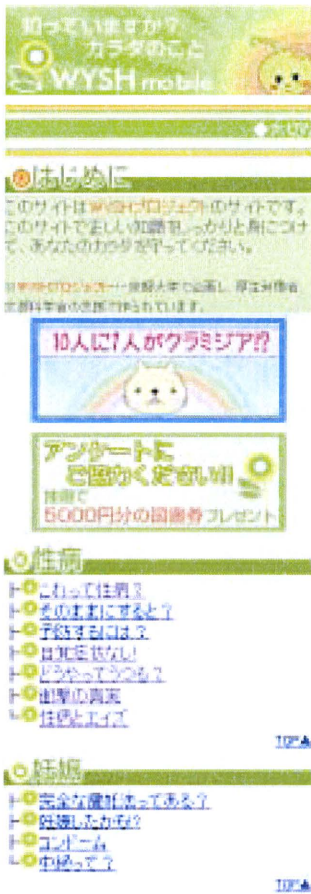 知っていますか?
カラダのこと
WYSH mobile
◆大切
はじめに
このサイトはWYSHプロジェクトのサイトです。
このサイトで正しい知識をしっかりと身につけ
て、あなたのカラダを守ってください。
10人に1人がクラミジア!?
アンケートに
ご協力ください!!
抽選で
5000円分の図書券プレゼント
性病
これって性病?
そのままにすると?
予防するには?
自覚症状ない!
どうやってうつる?
衝撃の真実
性病とエイズ
TOP▲
妊娠
完全な避妊法ってある?
妊娠したかも!?
コンドーム
中絶って?
TOP▲